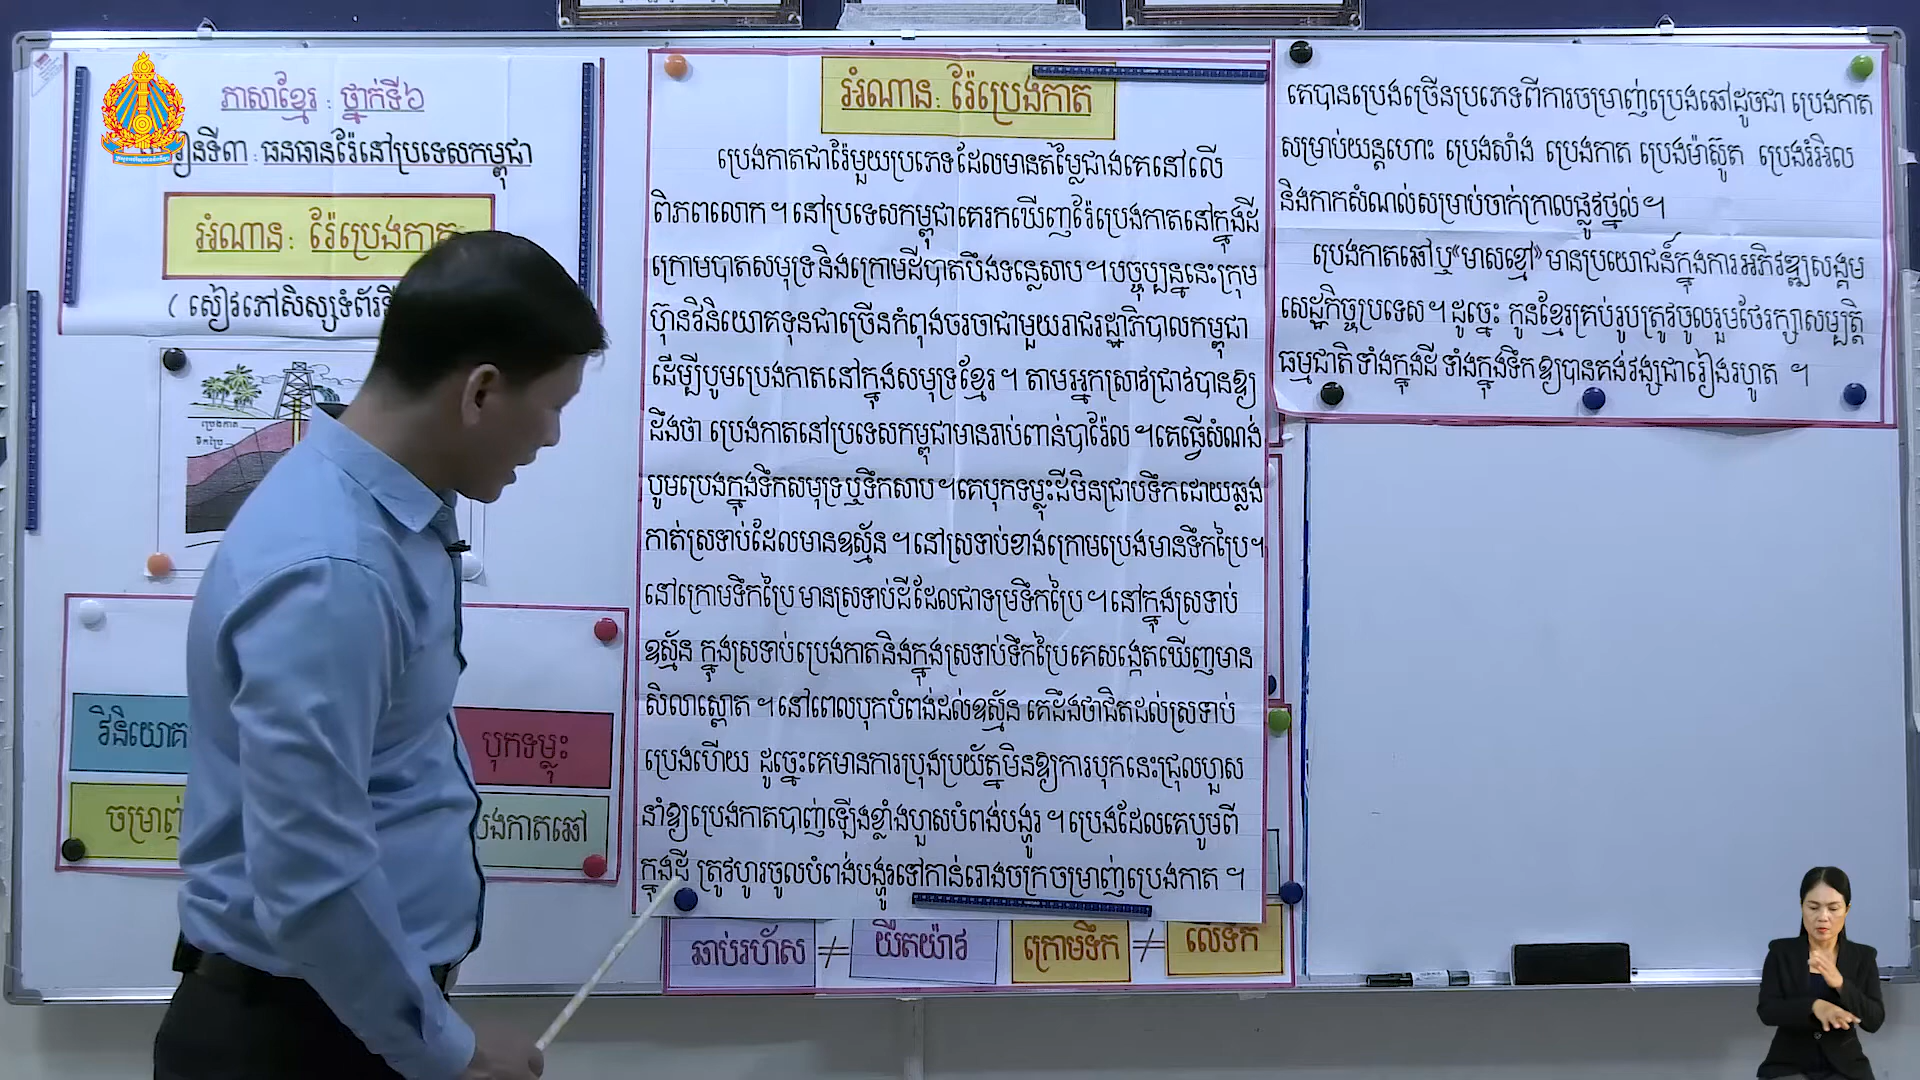 ភាសាខ្មែរ : ថ្នាក់ទី៦
រៀនទី៣ : ធនធានរ៉ែនៅប្រទេសកម្ពុជា
អំណាន: រ៉ែប្រេងកាត
( សៀវភៅសិស្សទំព័រទី
ប្រេងកាត
ទឹកប្រៃ
វិនិយោគ
បុកទម្លុះ
ចម្រាញ់
ប្រេងកាតឆៅ
អំណាន: រ៉ែប្រេងកាត
ប្រេងកាតជារ៉ែមួយប្រភេទដែលមានតម្លៃជាងគេនៅលើ
ពិភពលោក។ នៅប្រទេសកម្ពុជាគេរកឃើញរ៉ែប្រេងកាតនៅក្នុងដី
ក្រោមបាតសមុទ្រនិងក្រោមដីបាតបឹងទន្លេសាប។បច្ចុប្បន្ននេះក្រុម
ហ៊ុនវិនិយោគទុនជាច្រើនកំពុងចរចាជាមួយរាជរដ្ឋាភិបាលកម្ពុជា
ដើម្បីបូមប្រេងកាតនៅក្នុងសមុទ្រខ្មែរ។ តាមអ្នកស្រាវជ្រាវបានឱ្យ
ដឹងថា ប្រេងកាតនៅប្រទេសកម្ពុជាមានរាប់ពាន់បារ៉ែល។គេធ្វើសំណង់
បូមប្រេងក្នុងទឹកសមុទ្រឬទឹកសាប។គេបុកទម្លុះដីមិនជ្រាបទឹកដោយឆ្លង
កាត់ស្រទាប់ដែលមានឧស្ម័ន។នៅស្រទាប់ខាងក្រោមប្រេងមានទឹកប្រៃ។
នៅក្រោមទឹកប្រៃ មានស្រទាប់ដីដែលជាទម្រទឹកប្រៃ។នៅក្នុងស្រទាប់
ឧស្ម័ន ក្នុងស្រទាប់ប្រេងកាតនិងក្នុងស្រទាប់ទឹកប្រៃគេសង្កេតឃើញមាន
សិលាស្ពោត ។ នៅពេលបុកបំពង់ដល់ឧស្ម័ន គេដឹងថាជិតដល់ស្រទាប់
ប្រេងហើយ ដូច្នេះគេមានការប្រុងប្រយ័ត្នមិនឱ្យការបុកនេះជ្រុលហួស
នាំឱ្យប្រេងកាតបាញ់ឡើងខ្លាំងហួសបំពង់បង្ហូរ។ ប្រេងដែលគេបូមពី
ក្នុងដី ត្រូវហូរចូលបំពង់បង្ហូរទៅកាន់រោងចក្រចម្រាញ់ប្រេងកាត ។
ឆាប់រហ័ស ≠ យឺតយ៉ាវ ក្រោមទឹក ≠ លើទឹក
គេបានប្រេងច្រើនប្រភេទពីការចម្រាញ់ប្រេងឆៅដូចជា ប្រេងកាត
សម្រាប់យន្តហោះ ប្រេងសាំង ប្រេងកាត ប្រេងម៉ាស៊ូត ប្រេងរំអិល
និងកាកសំណល់សម្រាប់ចាក់ក្រាលផ្លូវថ្នល់។
ប្រេងកាតឆៅឬ«មាសខ្មៅ» មានប្រយោជន៍ក្នុងការអភិវឌ្ឍសង្គម
សេដ្ឋកិច្ចប្រទេស។ ដូច្នេះ កូនខ្មែរគ្រប់រូបត្រូវចូលរួមថែរក្សាសម្បត្តិ
ធម្មជាតិ ទាំងក្នុងដី ទាំងក្នុងទឹក ឱ្យបានគង់វង្សជារៀងរហូត ។